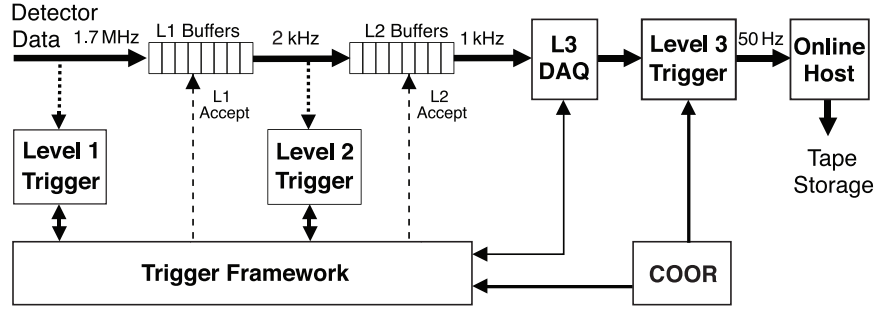 Detector
Data
1.7 MHz
L1 Buffers
2 kHz
L2 Buffers
1 kHz
L3
DAQ
Level 3
Trigger
50 Hz
Online
Host
L1
Accept
L2
Accept
Level 1
Trigger
Level 2
Trigger
Tape
Storage
Trigger Framework
COOR